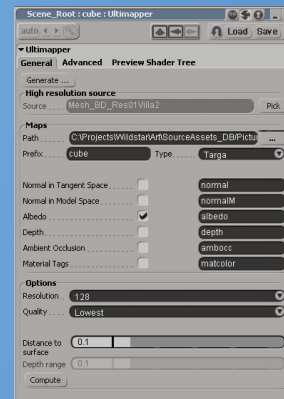 Scene_Root : cube : Ultimapper
auto Load Save
Ultimapper
General Advanced Preview Shader Tree
Generate ...
High resolution source
Source Mesh_BD_Res01Villa2 Pick
Maps
Path C:\Projects\Wildstar\Art\SourceAssets_DB\Pictur ...
Prefix cube Type Targa
Normal in Tangent Space normal
Normal in Model Space normalM
Albedo albedo
Depth depth
Ambient Occlusion ambocc
Material Tags matcolor
Options
Resolution 128
Quality Lowest
Distance to surface 0.1
Depth range 0.1
Compute